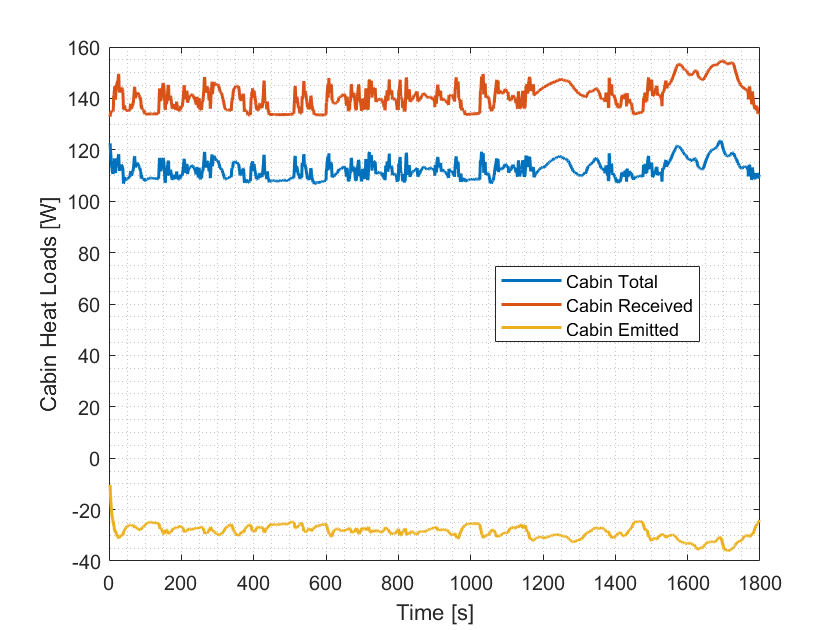 160
140
120
100
80
60
40
20
0
-20
-40
Cabin Heat Loads [W]
Cabin Total
Cabin Received
Cabin Emitted
0 200 400 600 800 1000 1200 1400 1600 1800
Time [s]